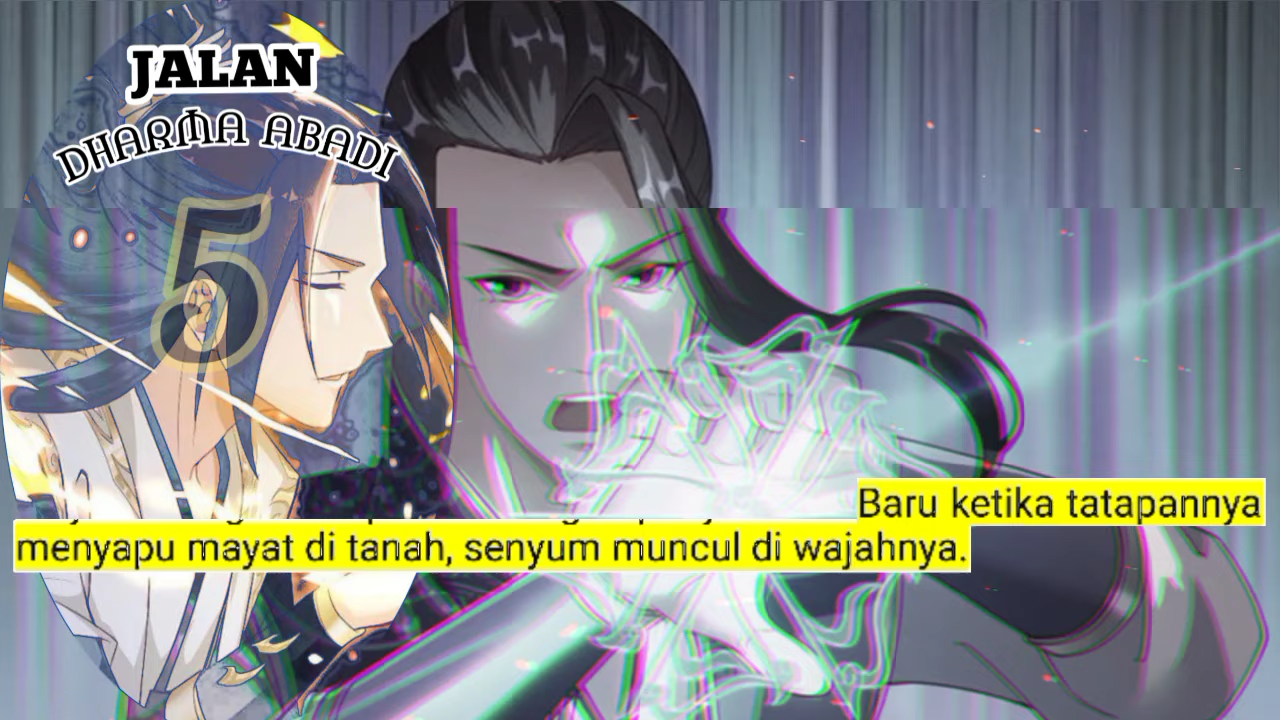 JALAN
DHARMA ABADI
5
Baru ketika tatapannya
menyapu mayat di tanah, senyum muncul di wajahnya.